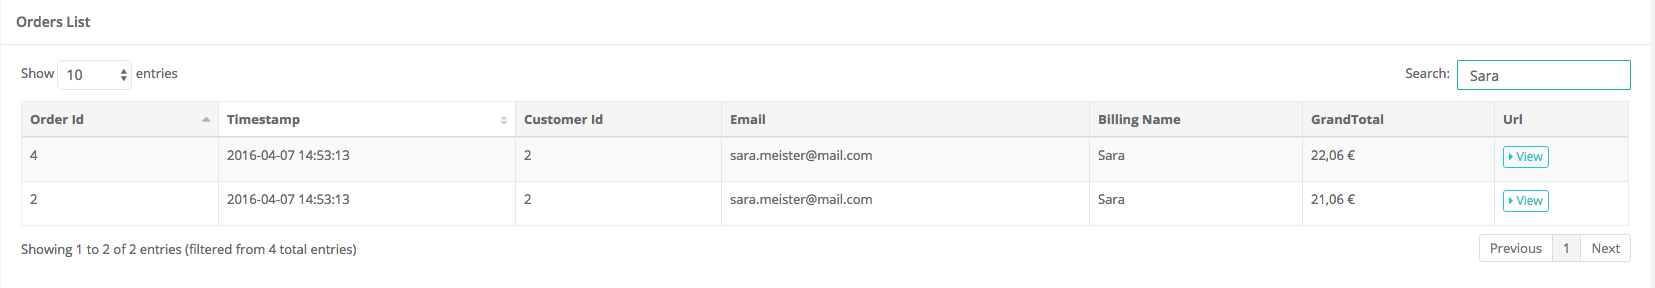 Orders List
Show 10 entries
Search: Sara
Order Id Timestamp Customer Id Email Billing Name GrandTotal Url
4 2016-04-07 14:53:13 2 sara.meister@mail.com Sara 22,06 € View
2 2016-04-07 14:53:13 2 sara.meister@mail.com Sara 21,06 € View
Showing 1 to 2 of 2 entries (filtered from 4 total entries)
Previous 1 Next